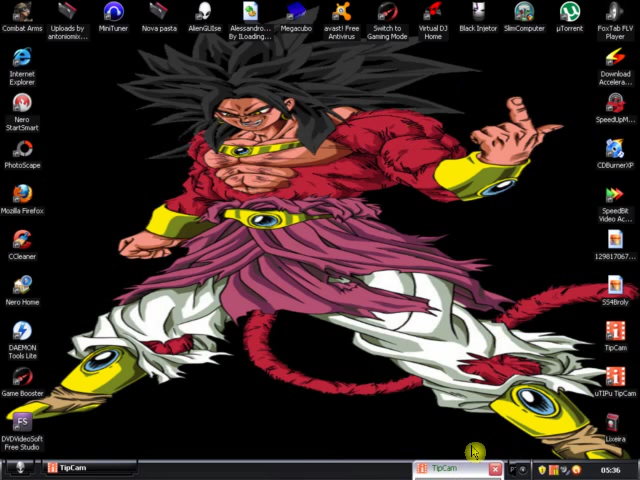 Combat Arms
Uploads by
antoniomix...
MiniTuner
Nova pasta
AlienGUIse
Alessandro...
By ILoading...
Megacubo
avast! Free
Antivirus
Switch to
Gaming Mode
Virtual DJ
Home
Black Injetor
SlimComputer
µTorrent
FoxTab FLV
Player
Internet
Explorer
Download
Accelera...
Nero
StartSmart
SpeedUpM...
PhotoScape
CDBurnerXP
Mozilla Firefox
SpeedBit
Video Ac...
CCleaner
129817067...
Nero Home
SS4Broly
DAEMON
Tools Lite
TipCam
Game Booster
uTIPu TipCam
FS
DVDVideoSoft
Free Studio
Lixeira
TipCam
TipCam
05:36